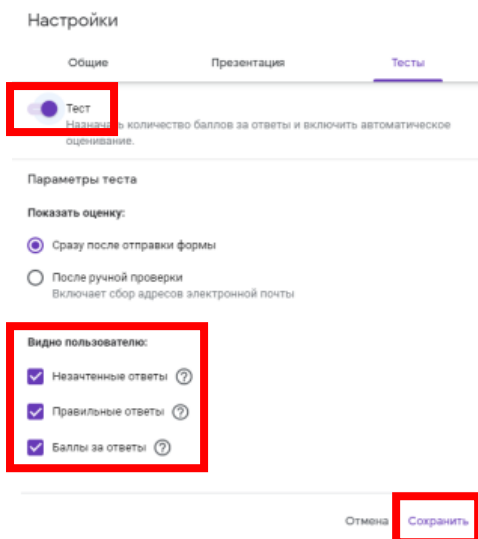 Настройки
Общие Презентация Тесты
Тест
Назначать количество баллов за ответы и включить автоматическое
оценивание.
Параметры теста
Показать оценку:
Сразу после отправки формы
После ручной проверки
Включает сбор адресов электронной почты
Видно пользователю:
Незачтенные ответы ?
Правильные ответы ?
Баллы за ответы ?
Отмена Сохранить